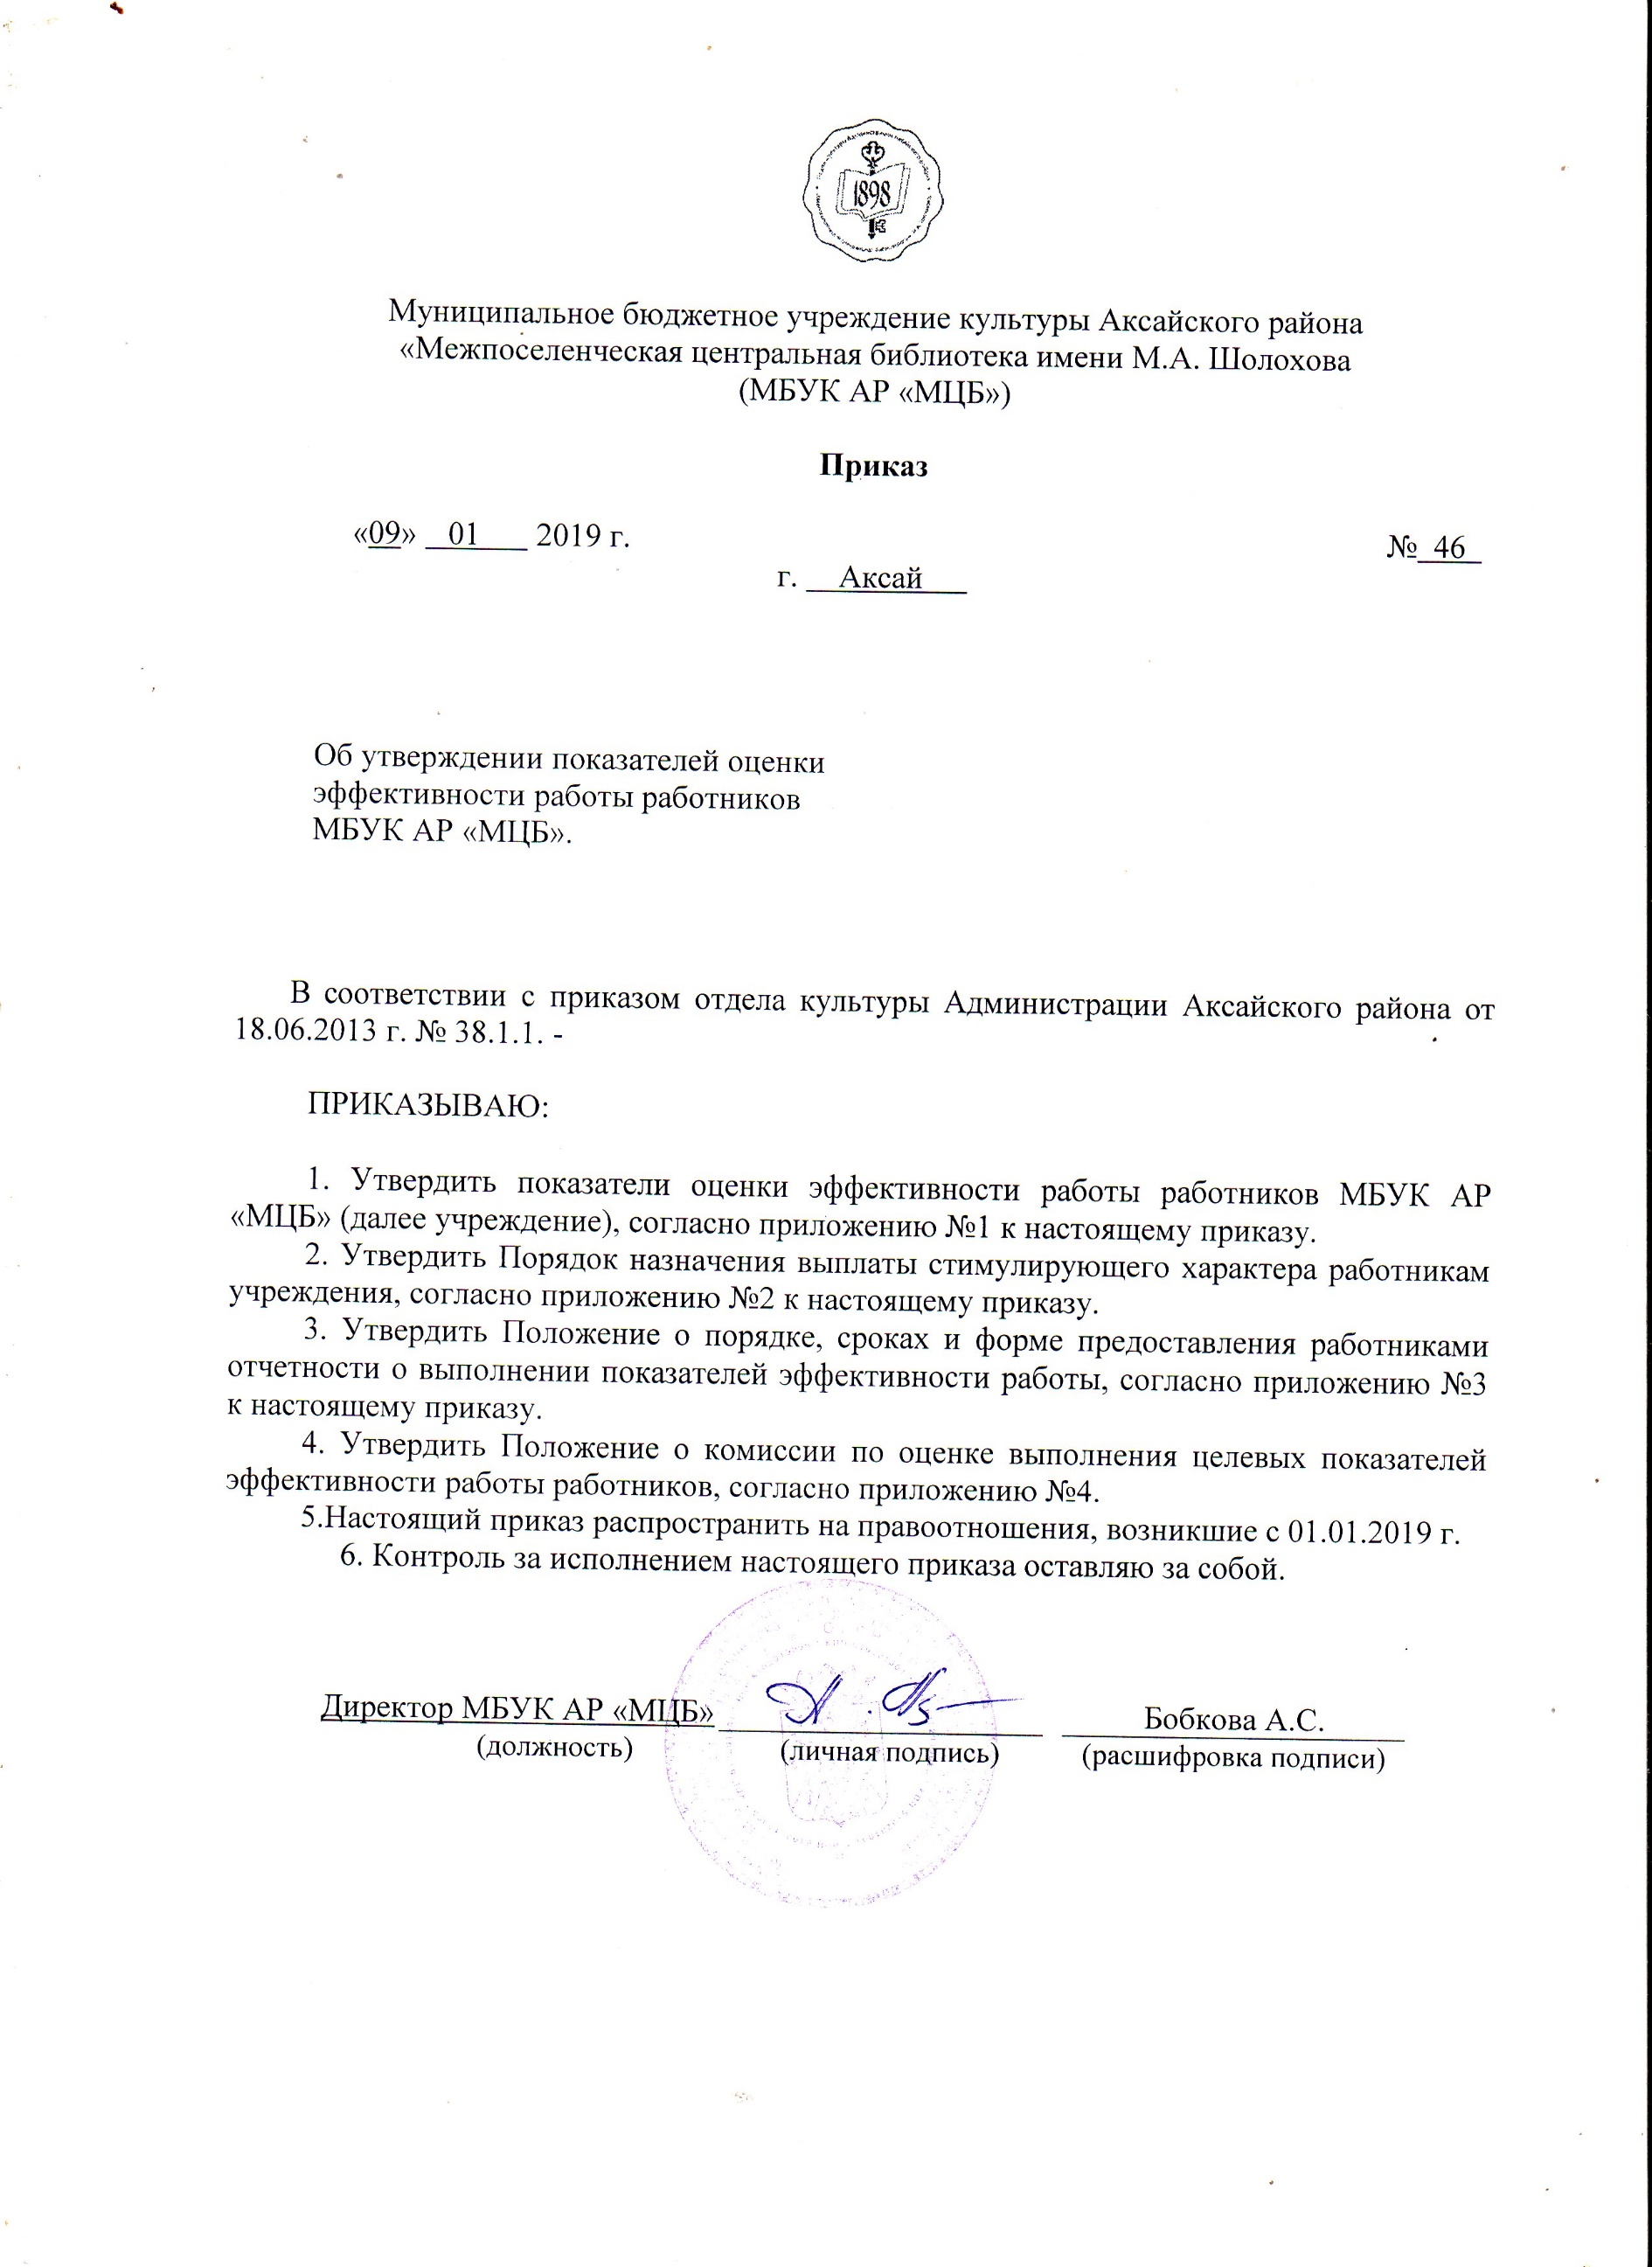 1898
Муниципальное бюджетное учреждение культуры Аксайского района
«Межпоселенческая центральная библиотека имени М.А. Шолохова
(МБУК АР «МЦБ»)
Приказ
«09» 01 2019 г.
№ 46
г. Аксай
Об утверждении показателей оценки
эффективности работы работников
МБУК АР «МЦБ».
В соответствии с приказом отдела культуры Администрации Аксайского района от
18.06.2013 г. № 38.1.1. -
ПРИКАЗЫВАЮ:
1. Утвердить показатели оценки эффективности работы работников МБУК АР
«МЦБ» (далее учреждение), согласно приложению №1 к настоящему приказу.
2. Утвердить Порядок назначения выплаты стимулирующего характера работникам
учреждения, согласно приложению №2 к настоящему приказу.
3. Утвердить Положение о порядке, сроках и форме предоставления работниками
отчетности о выполнении показателей эффективности работы, согласно приложению №3
к настоящему приказу.
4. Утвердить Положение о комиссии по оценке выполнения целевых показателей
эффективности работы работников, согласно приложению №4.
5.Настоящий приказ распространить на правоотношения, возникшие с 01.01.2019 г.
6. Контроль за исполнением настоящего приказа оставляю за собой.
Директор МБУК АР «МЦБ» Бобкова А.С.
(должность) (личная подпись) (расшифровка подписи)